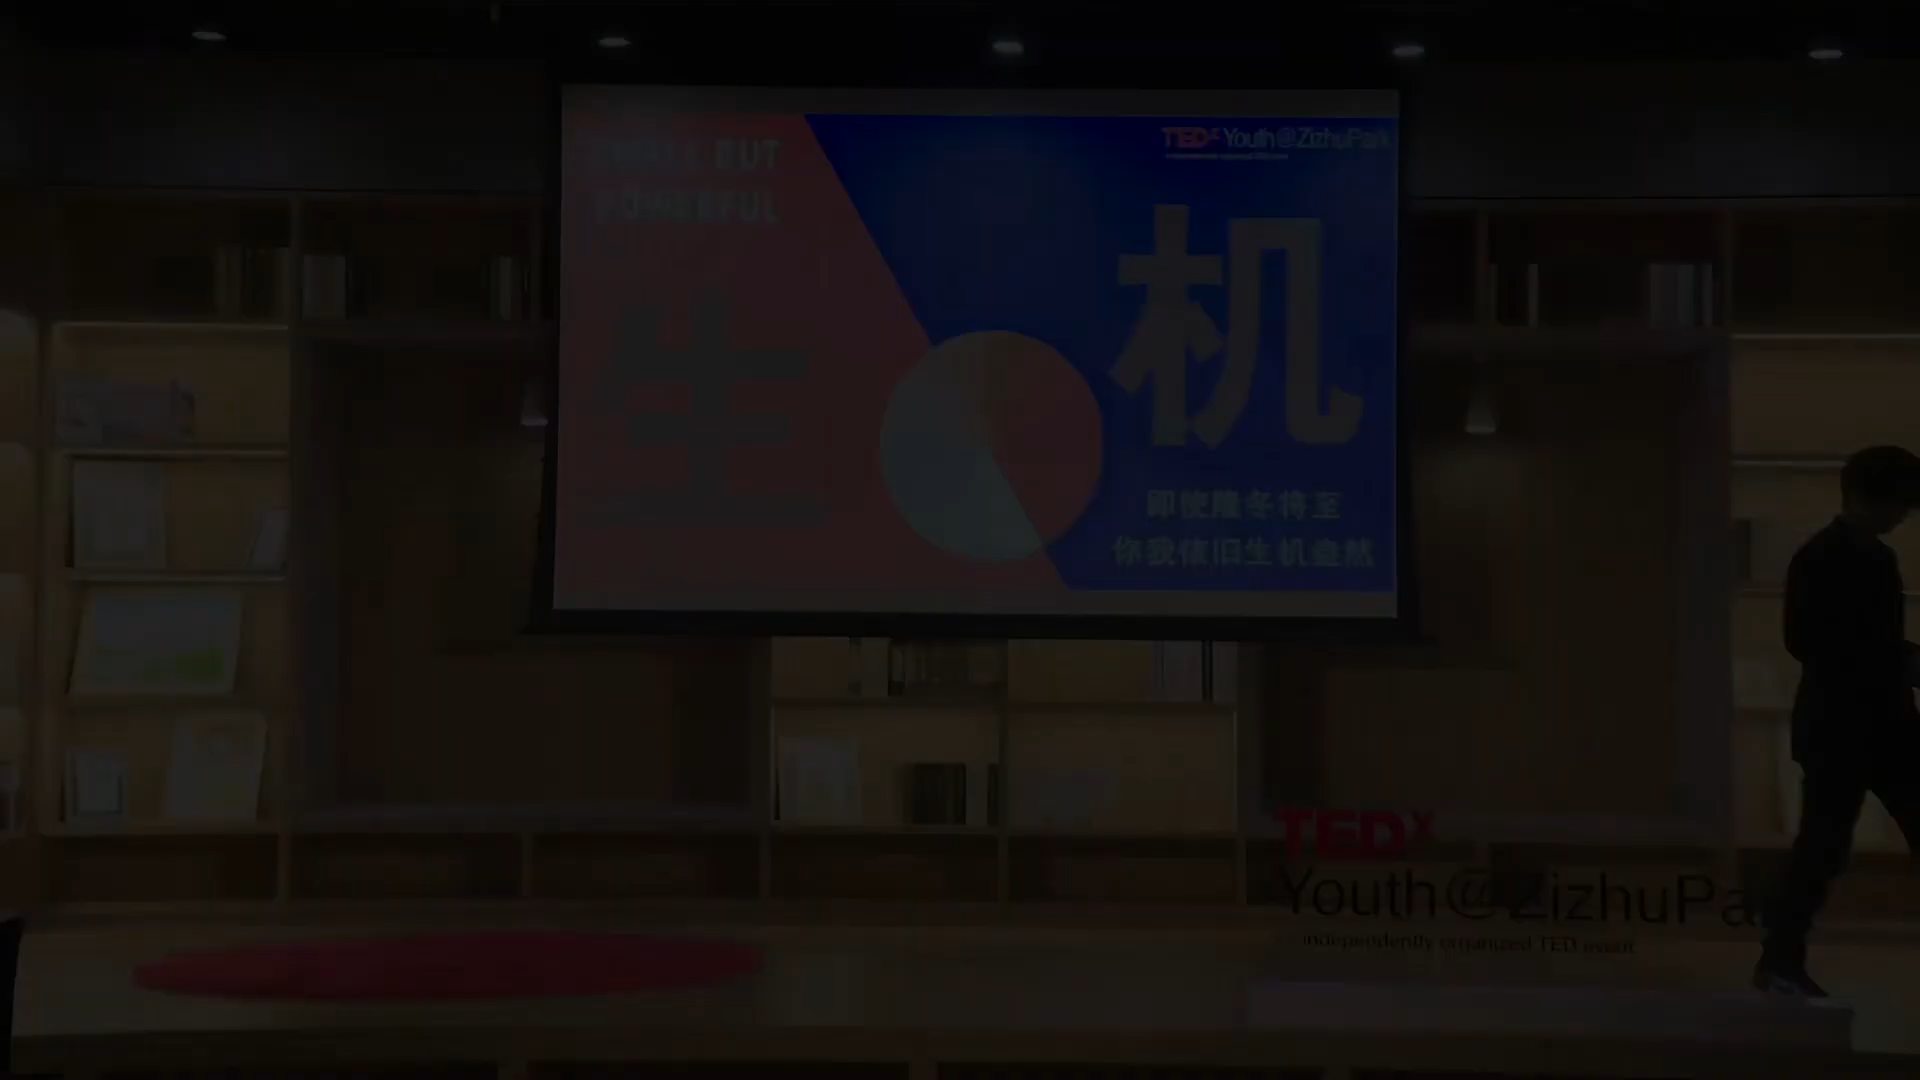 BUT
POWERFUL
TEDx Youth@ZizhuPark
生
机
即使隆冬将至
你我依旧生机盎然
TEDx
Youth@ZizhuPa
independently organized TED event